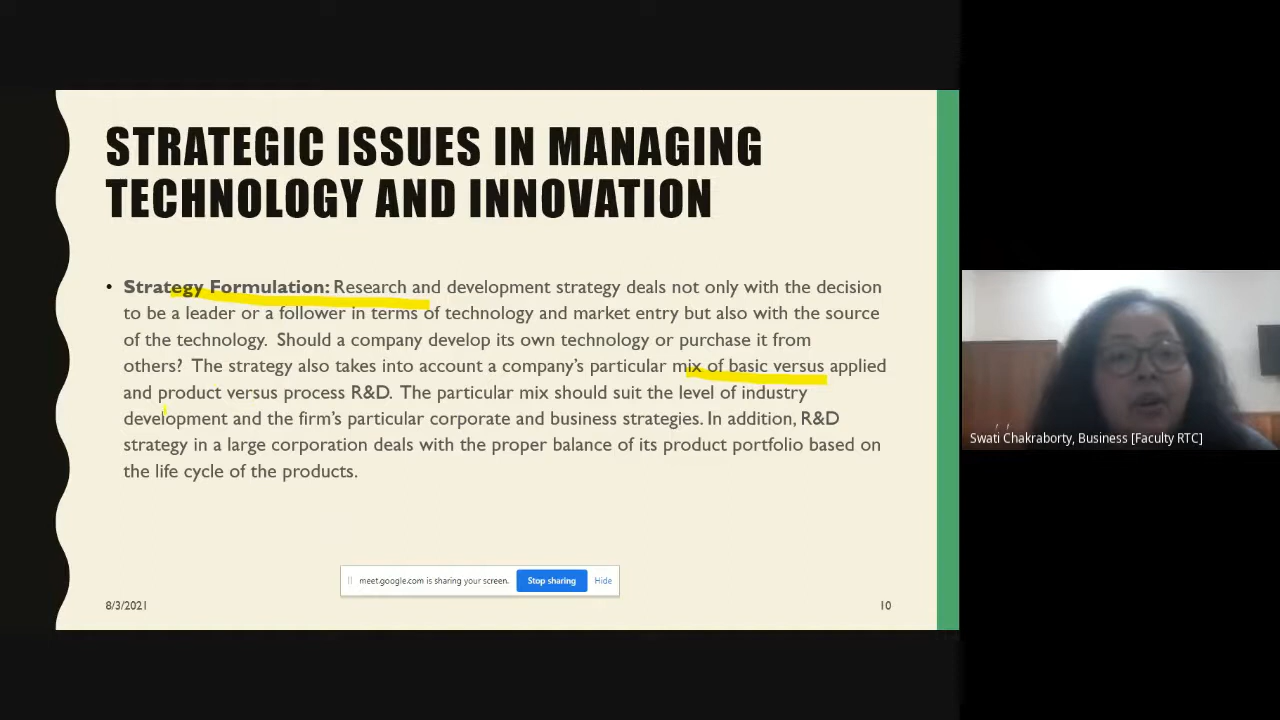 STRATEGIC ISSUES IN MANAGING
TECHNOLOGY AND INNOVATION
• Strategy Formulation: Research and development strategy deals not only with the decision
to be a leader or a follower in terms of technology and market entry but also with the source
of the technology. Should a company develop its own technology or purchase it from
others? The strategy also takes into account a company's particular mix of basic versus applied
and product versus process R&D. The particular mix should suit the level of industry
development and the firm's particular corporate and business strategies. In addition, R&D
strategy in a large corporation deals with the proper balance of its product portfolio based on
the life cycle of the products.
meet.google.com is sharing your screen. Stop sharing Hide
8/3/2021 10
Swati Chakraborty, Business [Faculty RTC]